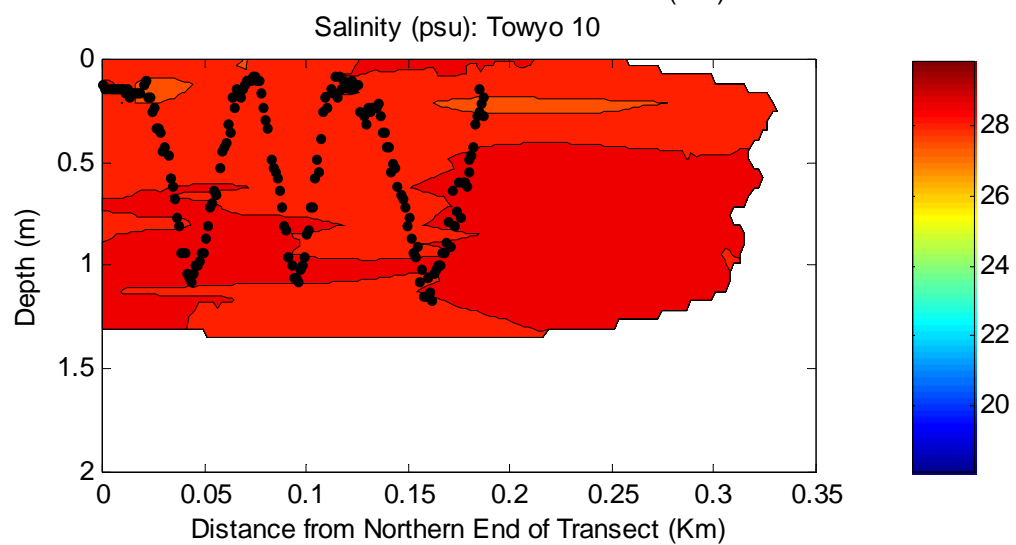 Salinity (psu): Towyo 10
0
0.5
1
1.5
2
Depth (m)
0 0.05 0.1 0.15 0.2 0.25 0.3 0.35
Distance from Northern End of Transect (Km)
28
26
24
22
20